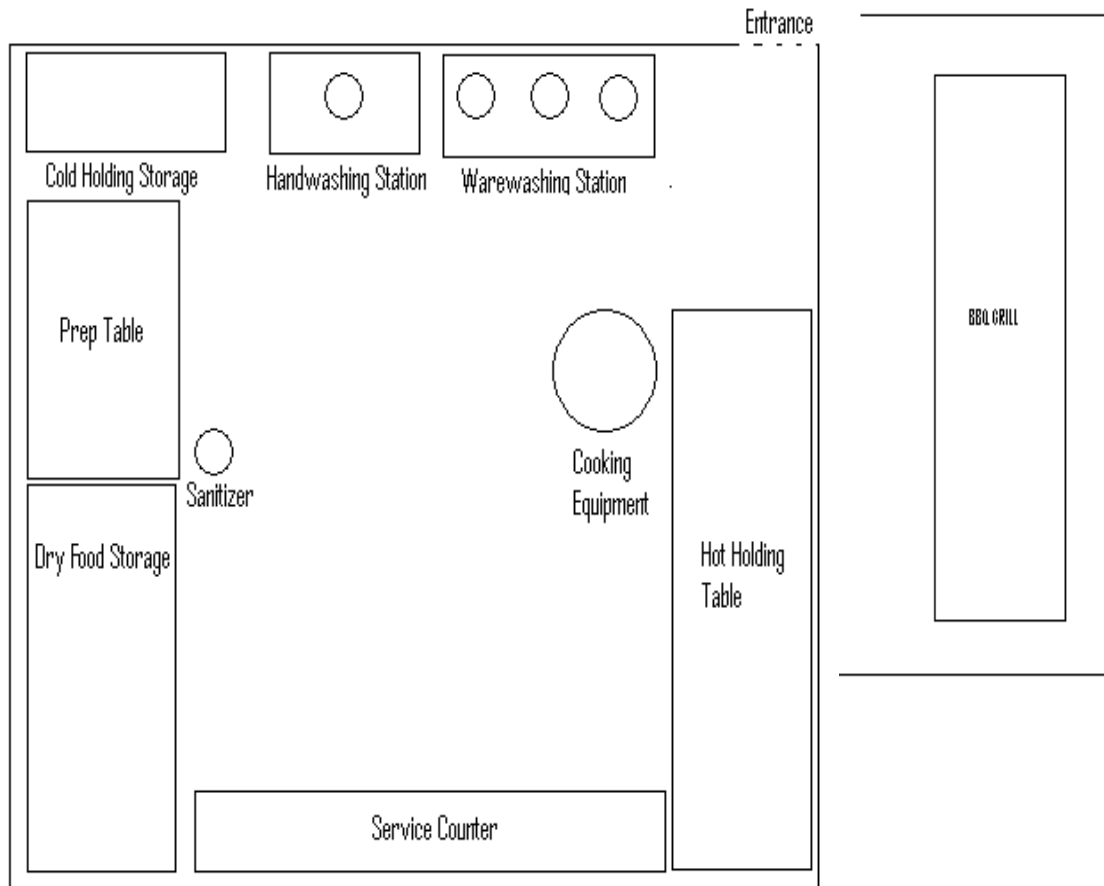 Entrance
Cold Holding Storage
Handwashing Station
Warewashing Station
Prep Table
BBQ GRILL
Sanitizer
Cooking
Equipment
Dry Food Storage
Hot Holding
Table
Service Counter